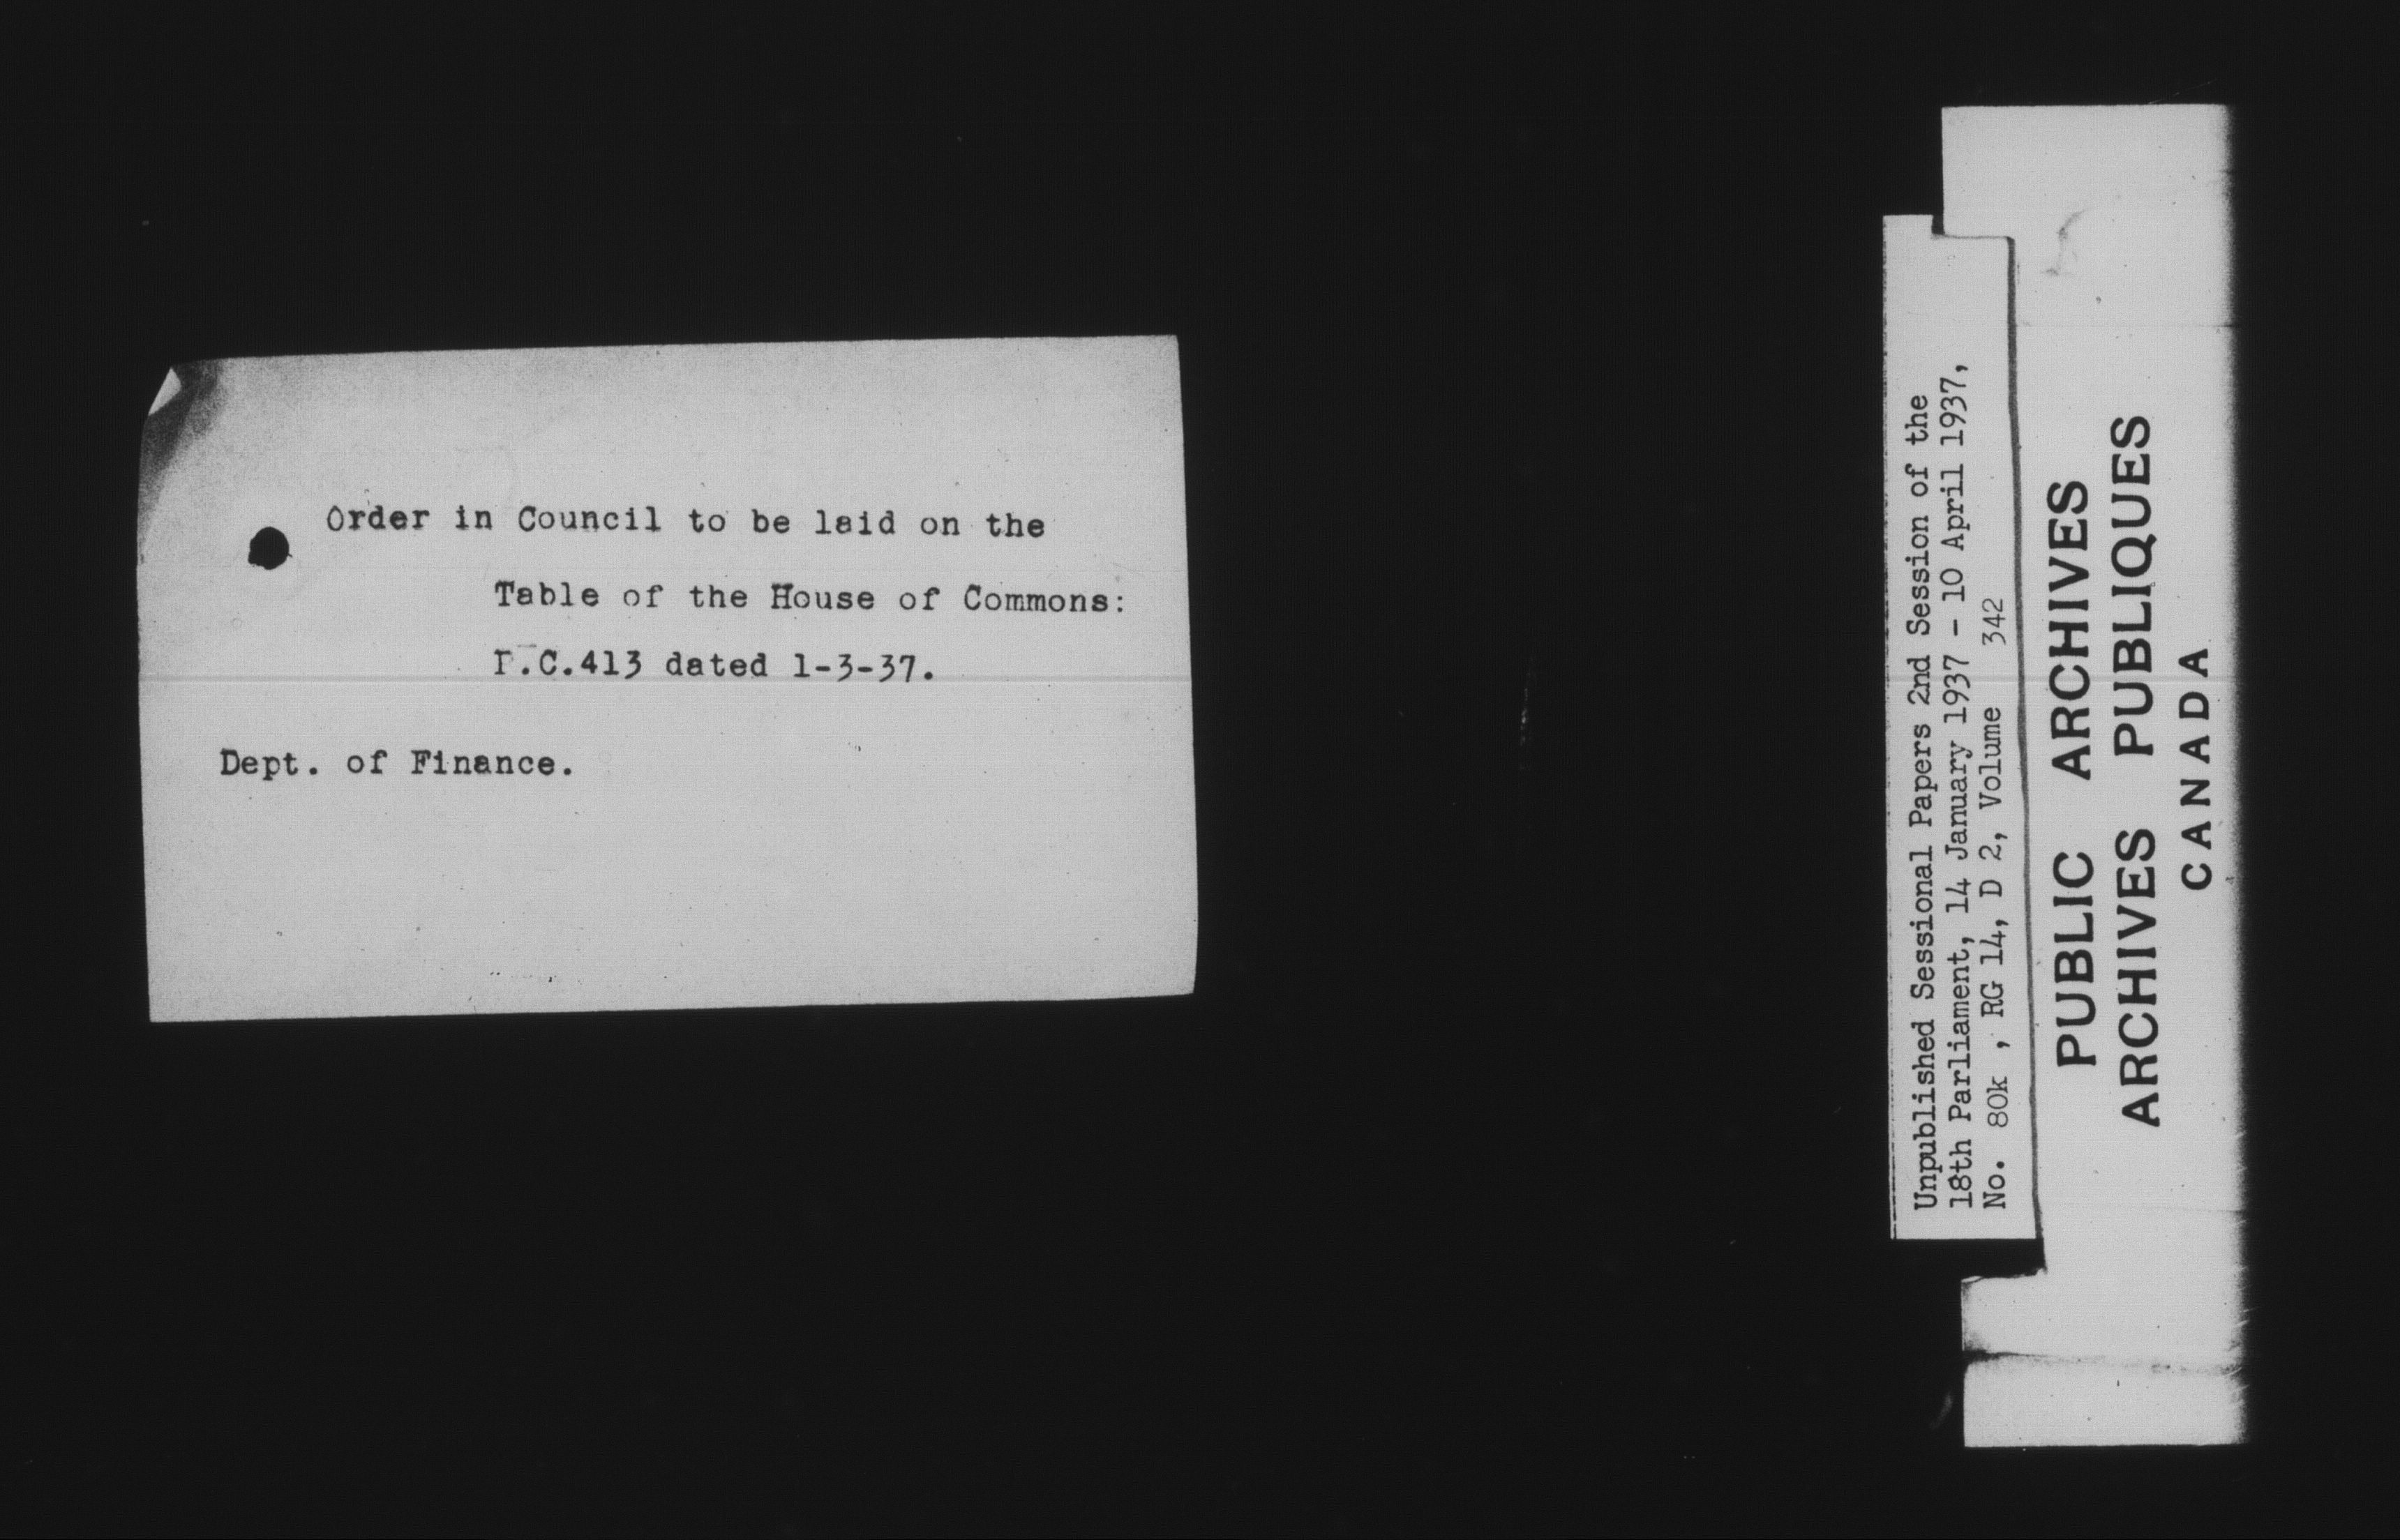 Order in Council to be laid on the
Table of the House of Commons:
P.C.413 dated 1-3-37.
Dept. of Finance.
Unpublished Sessional Papers 2nd Session of the
18th Parliament, 14 January 1937 - 10 April 1937,
No. 80k , RG 14, D 2, Volume 342
PUBLIC ARCHIVES
ARCHIVES PUBLIQUES
CANADA